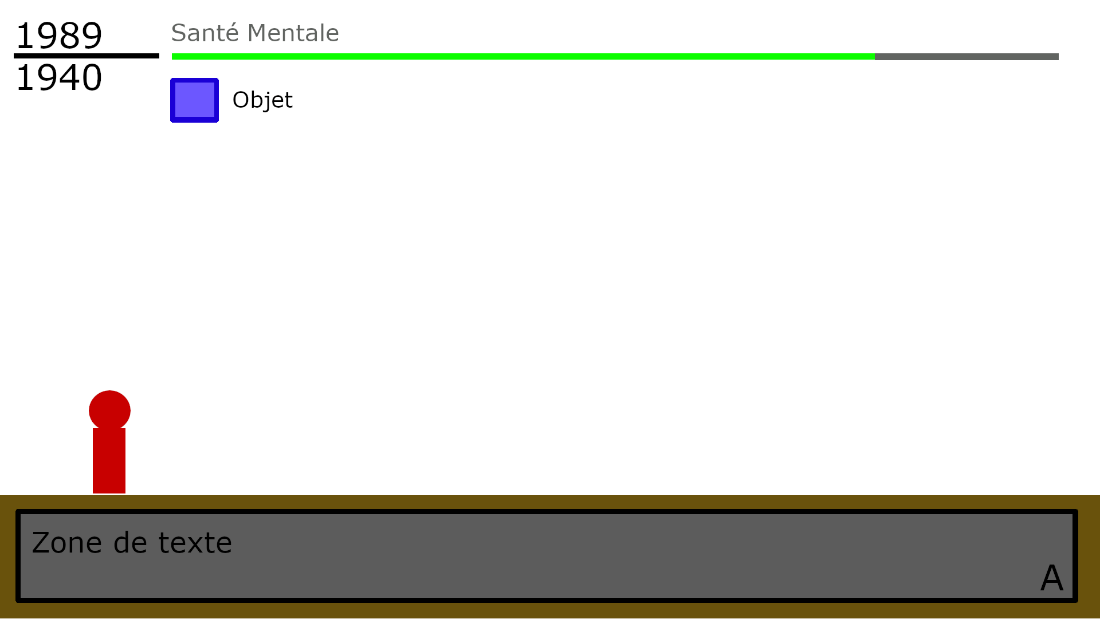 1989
1940
Santé Mentale
Objet
Zone de texte
A